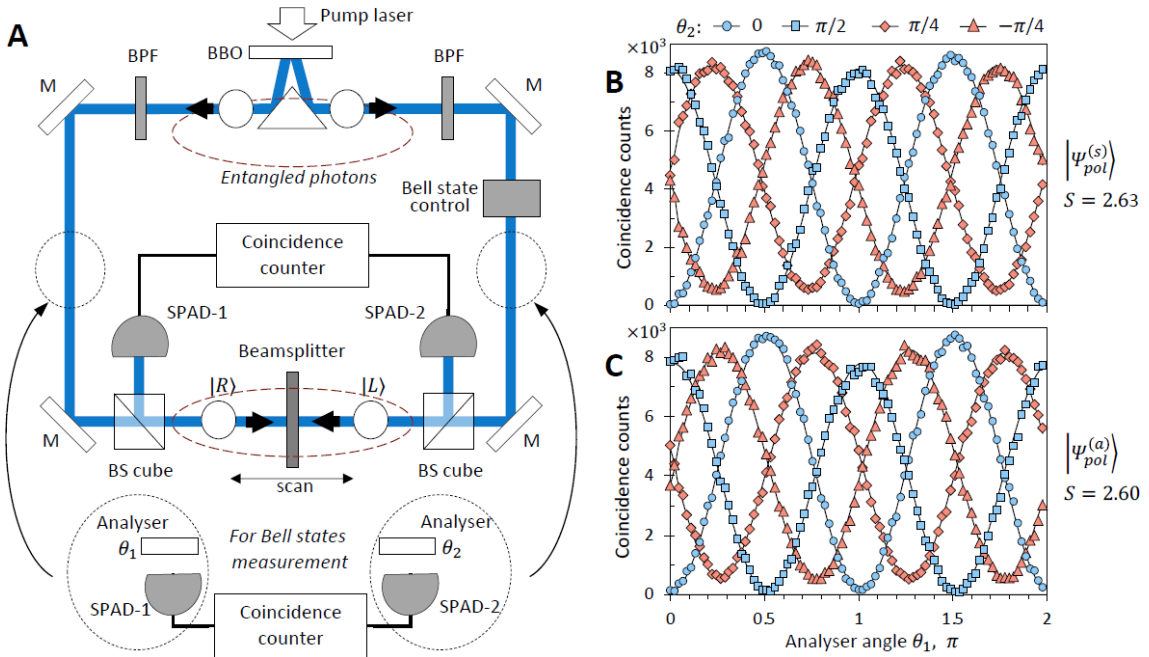 A
Pump laser
BBO
BPF
BPF
M
M
Entangled photons
Bell state
control
Coincidence
counter
SPAD-1
SPAD-2
Beamsplitter
|R⟩
|L⟩
M
M
BS cube
BS cube
scan
Analyser
θ₁
For Bell states
measurement
Analyser
θ₂
SPAD-1
SPAD-2
Coincidence
counter
θ₂: 0 π/2 π/4 −π/4
B
×10³
8
6
4
2
0
Coincidence counts
|Ψ_pol^(s)⟩
S = 2.63
C
×10³
8
6
4
2
0
Coincidence counts
0 0.5 1 1.5 2
Analyser angle θ₁, π
|Ψ_pol^(a)⟩
S = 2.60